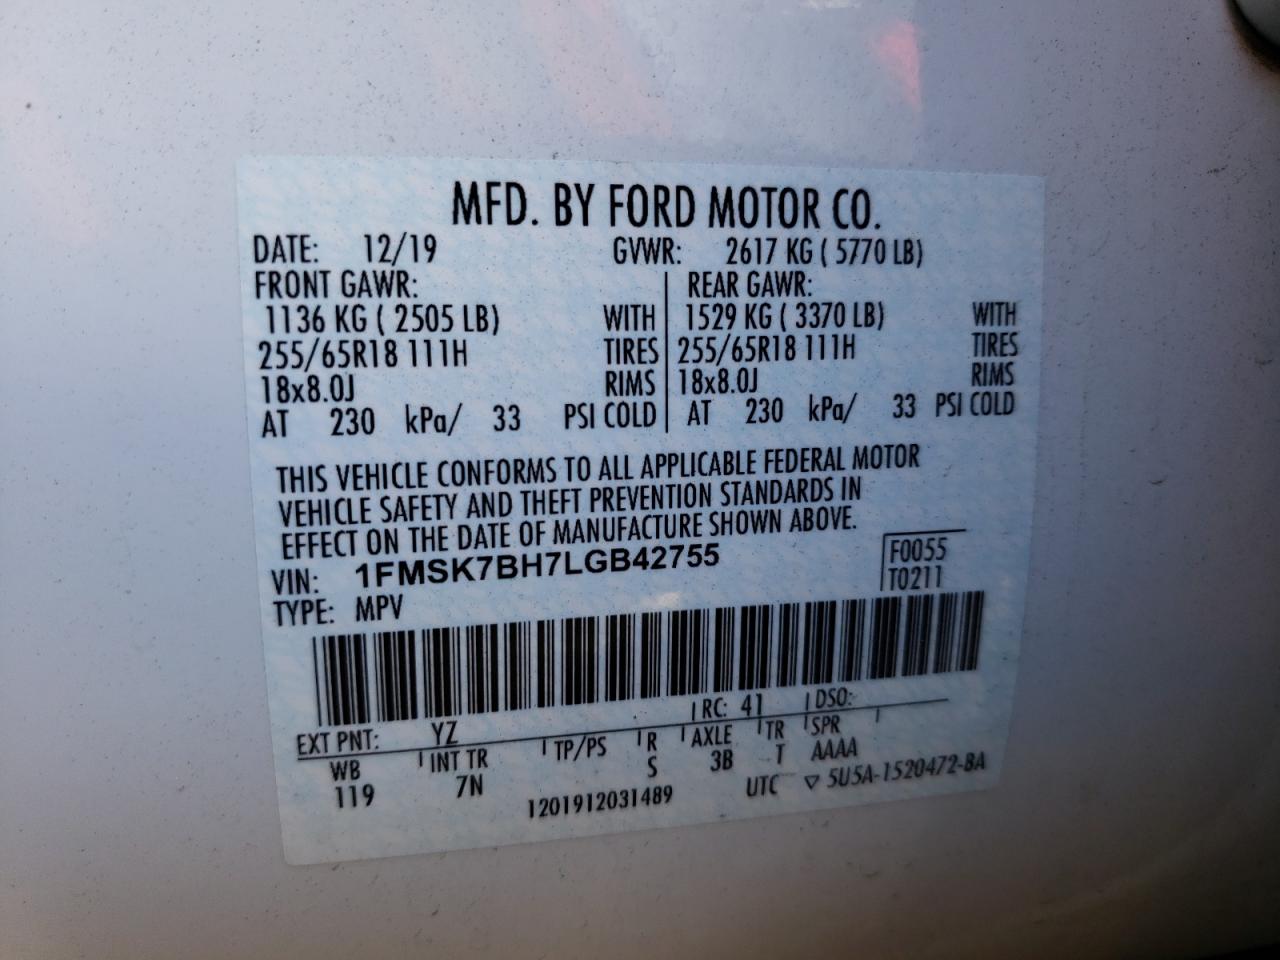 MFD. BY FORD MOTOR CO.
DATE: 12/19 GVWR: 2617 KG ( 5770 LB)
FRONT GAWR: REAR GAWR:
1136 KG ( 2505 LB) WITH 1529 KG ( 3370 LB) WITH
255/65R18 111H TIRES 255/65R18 111H TIRES
18x8.0J RIMS 18x8.0J RIMS
AT 230 kPa/ 33 PSI COLD AT 230 kPa/ 33 PSI COLD
THIS VEHICLE CONFORMS TO ALL APPLICABLE FEDERAL MOTOR
VEHICLE SAFETY AND THEFT PREVENTION STANDARDS IN
EFFECT ON THE DATE OF MANUFACTURE SHOWN ABOVE.
VIN: 1FMSK7BH7LGB42755 F0055
TYPE: MPV T0211
EXT PNT: YZ RC: 41 DSO:
WB INT TR TP/PS R AXLE TR SPR
119 7N S 3B T AAAA
1201912031489 UTC ▽ 5U5A-1520472-BA